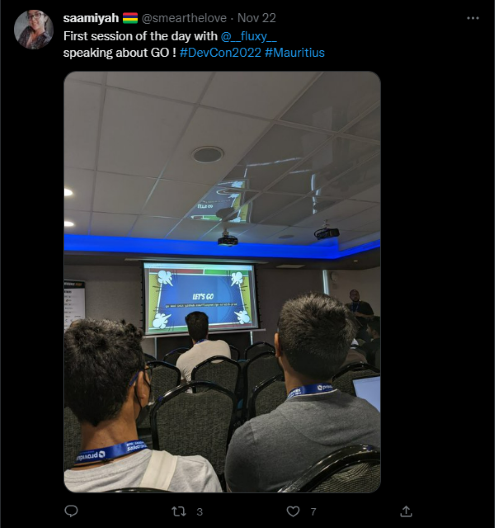 saamiyah @smearthelove · Nov 22
First session of the day with @__fluxy__
speaking about GO ! #DevCon2022 #Mauritius
LET'S GO
3
7